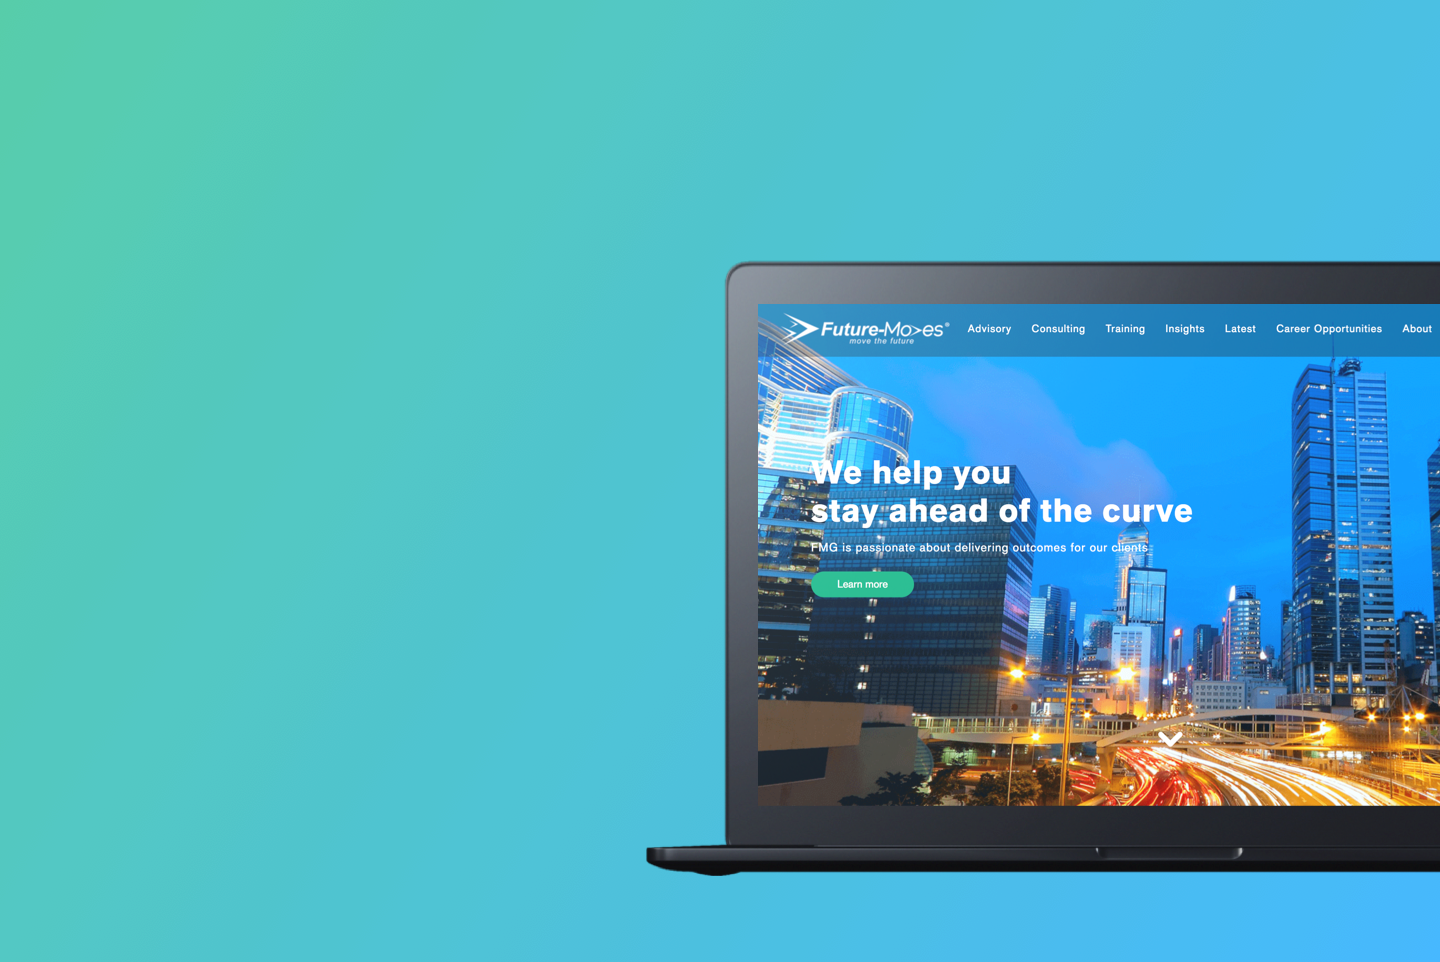 Future-Mo>es®
move the future
Advisory Consulting Training Insights Latest Career Opportunities About
We help you
stay ahead of the curve
FMG is passionate about delivering outcomes for our clients
Learn more